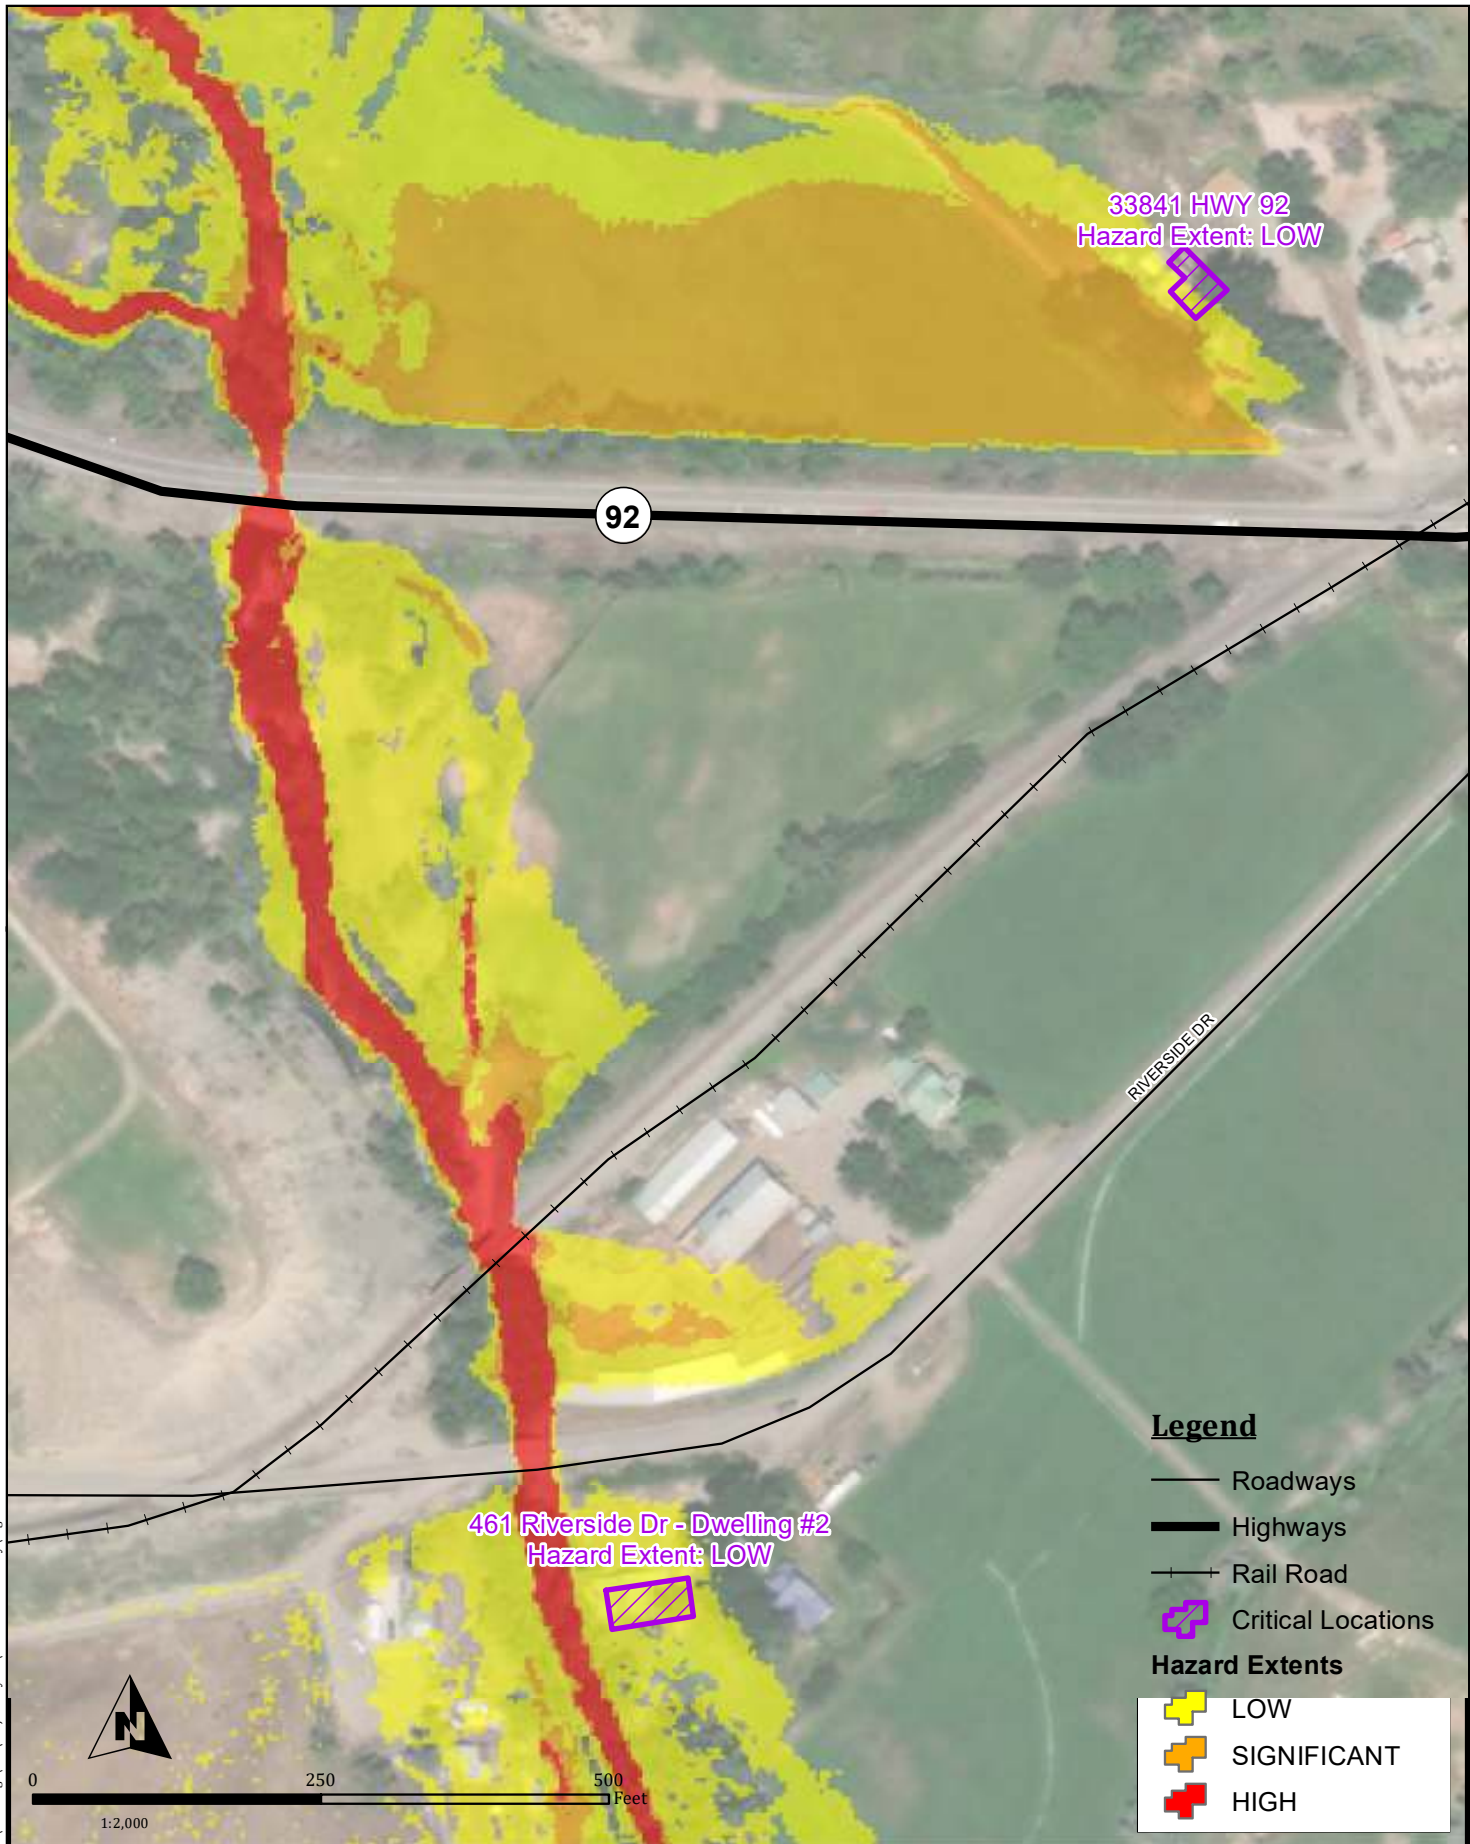 33841 HWY 92
Hazard Extent: LOW
92
RIVERSIDE DR
461 Riverside Dr - Dwelling #2
Hazard Extent: LOW
Legend
Roadways
Highways
Rail Road
Critical Locations
Hazard Extents
LOW
SIGNIFICANT
HIGH
N
0 250 500
Feet
1:2,000